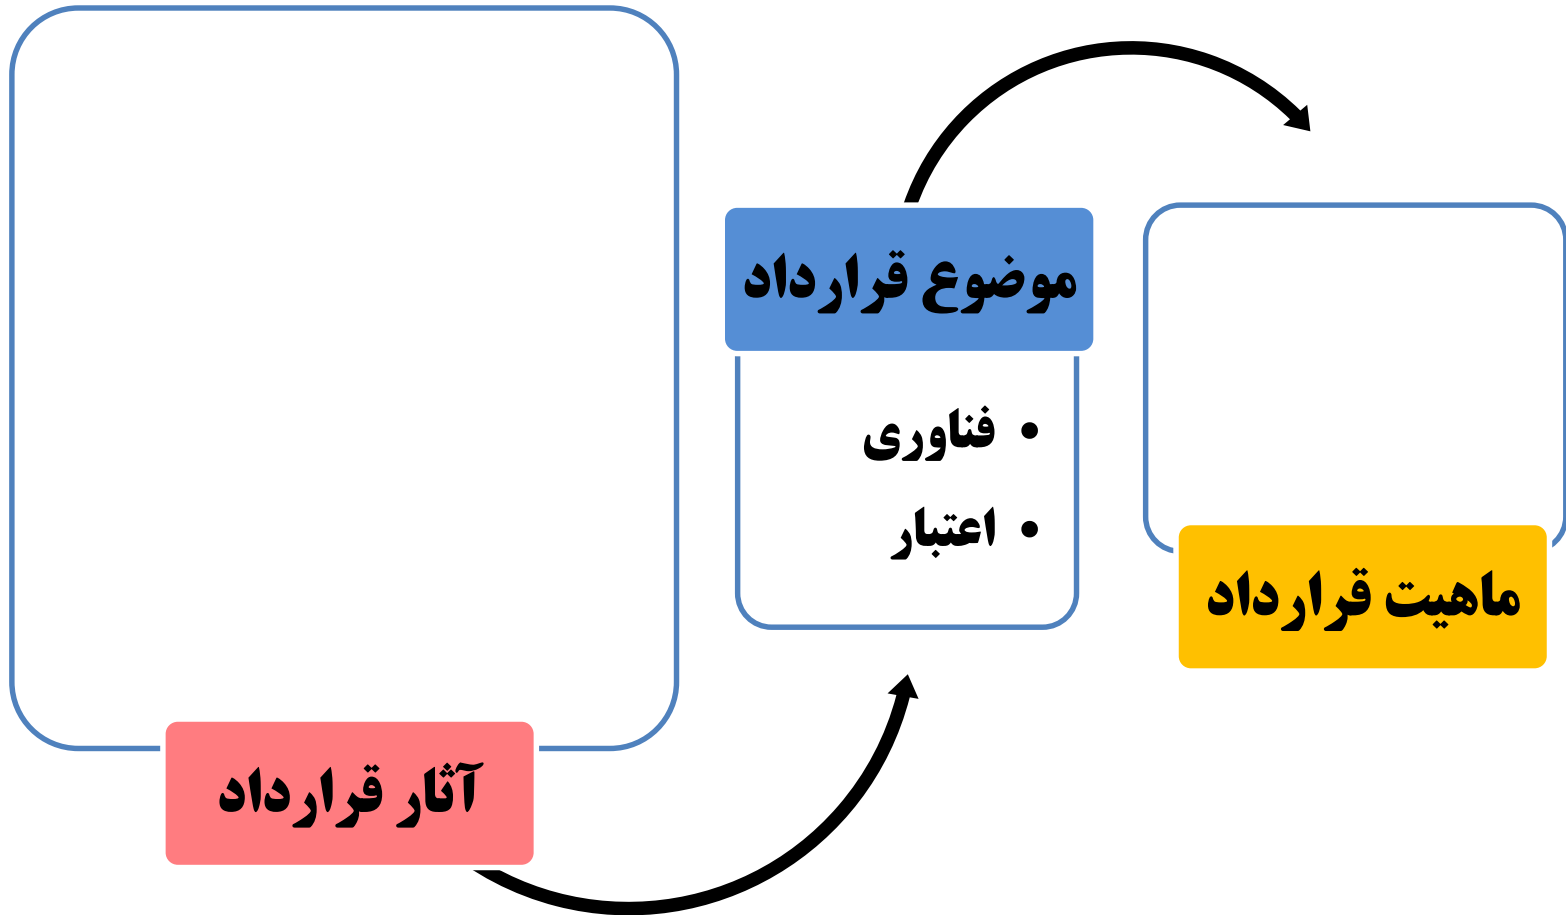 موضوع قرارداد
• فناوری
• اعتبار
ماهیت قرارداد
آثار قرارداد